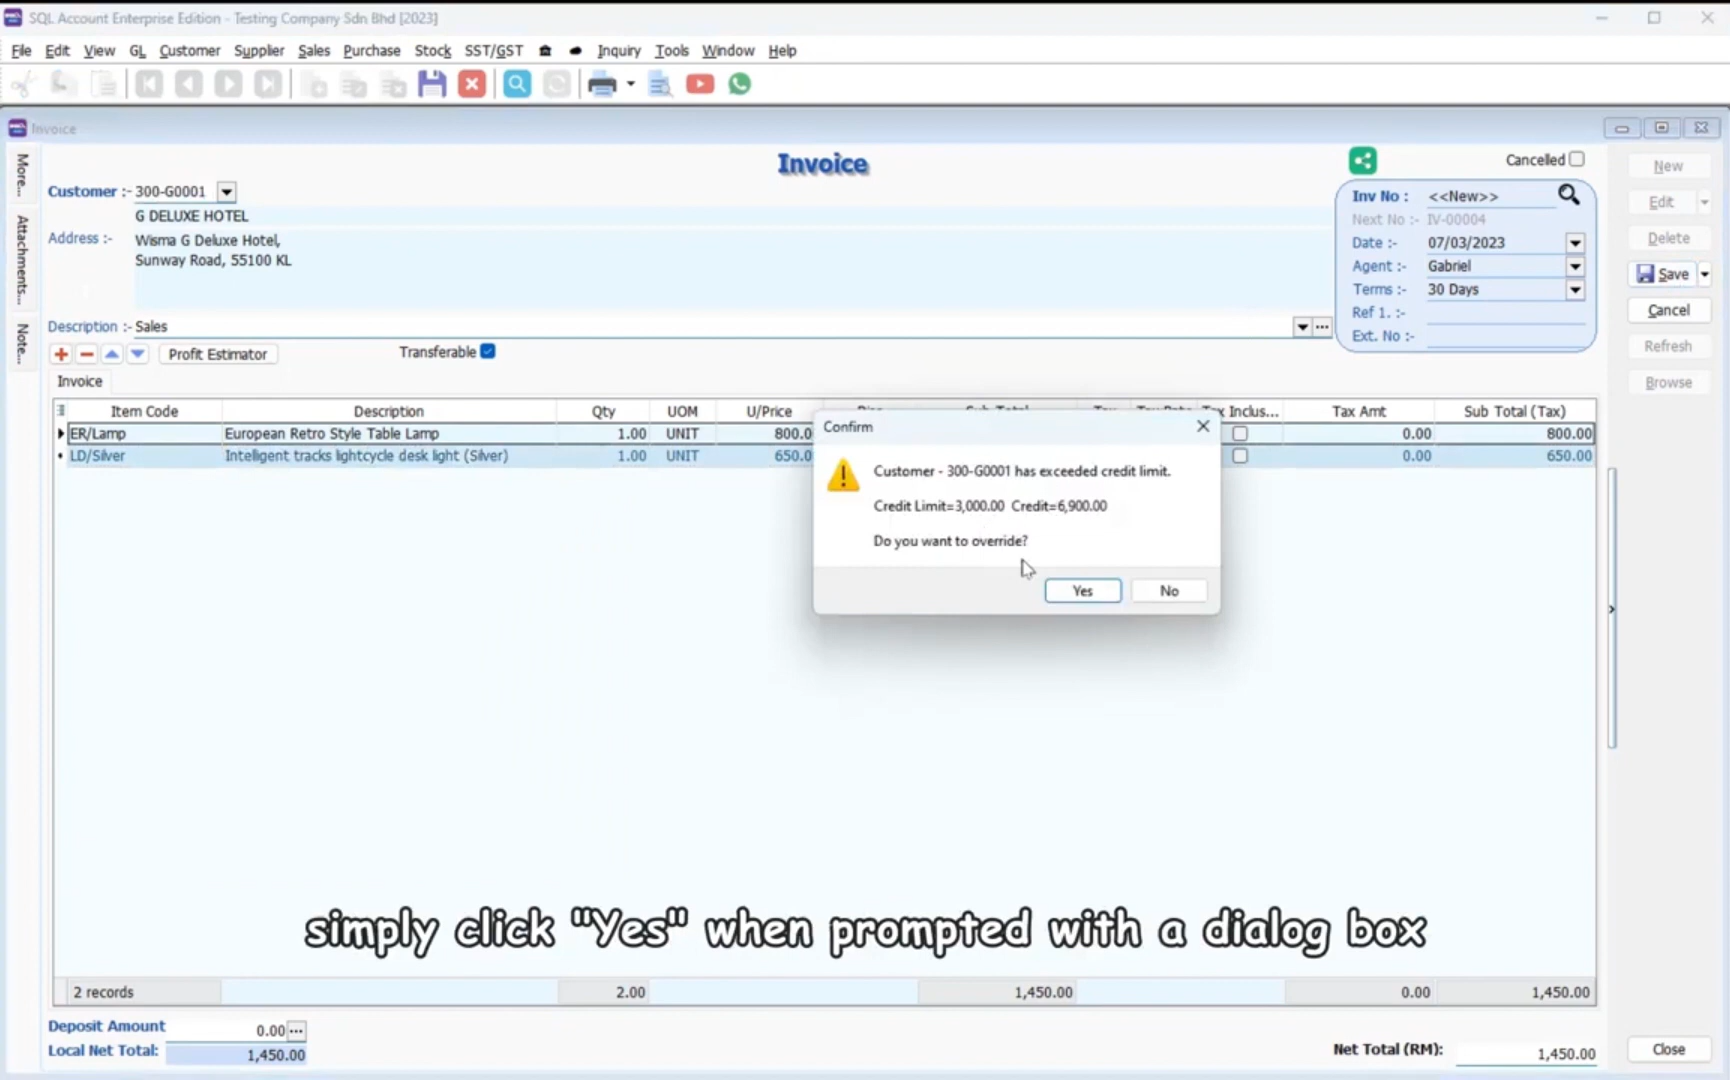 SQL Account Enterprise Edition - Testing Company Sdn Bhd [2023]
File Edit View GL Customer Supplier Sales Purchase Stock SST/GST Inquiry Tools Window Help
Invoice
More...
Attachments...
Note...
Invoice
Cancelled
Customer :- 300-G0001
G DELUXE HOTEL
Address :- Wisma G Deluxe Hotel,
Sunway Road, 55100 KL
Description :- Sales
Inv No : <<New>>
Next No :- IV-00004
Date :- 07/03/2023
Agent :- Gabriel
Terms :- 30 Days
Ref 1. :-
Ext. No :-
New
Edit
Delete
Save
Cancel
Refresh
Browse
Profit Estimator
Transferable
Invoice
Item Code Description Qty UOM U/Price Tax Inclus... Tax Amt Sub Total (Tax)
ER/Lamp European Retro Style Table Lamp 1.00 UNIT 800.0 0.00 800.00
LD/Silver Intelligent tracks lightcycle desk light (Silver) 1.00 UNIT 650.0 0.00 650.00
Confirm
Customer - 300-G0001 has exceeded credit limit.
Credit Limit=3,000.00 Credit=6,900.00
Do you want to override?
Yes No
simply click "Yes" when prompted with a dialog box
2 records 2.00 1,450.00 0.00 1,450.00
Deposit Amount 0.00
Local Net Total: 1,450.00
Net Total (RM): 1,450.00
Close